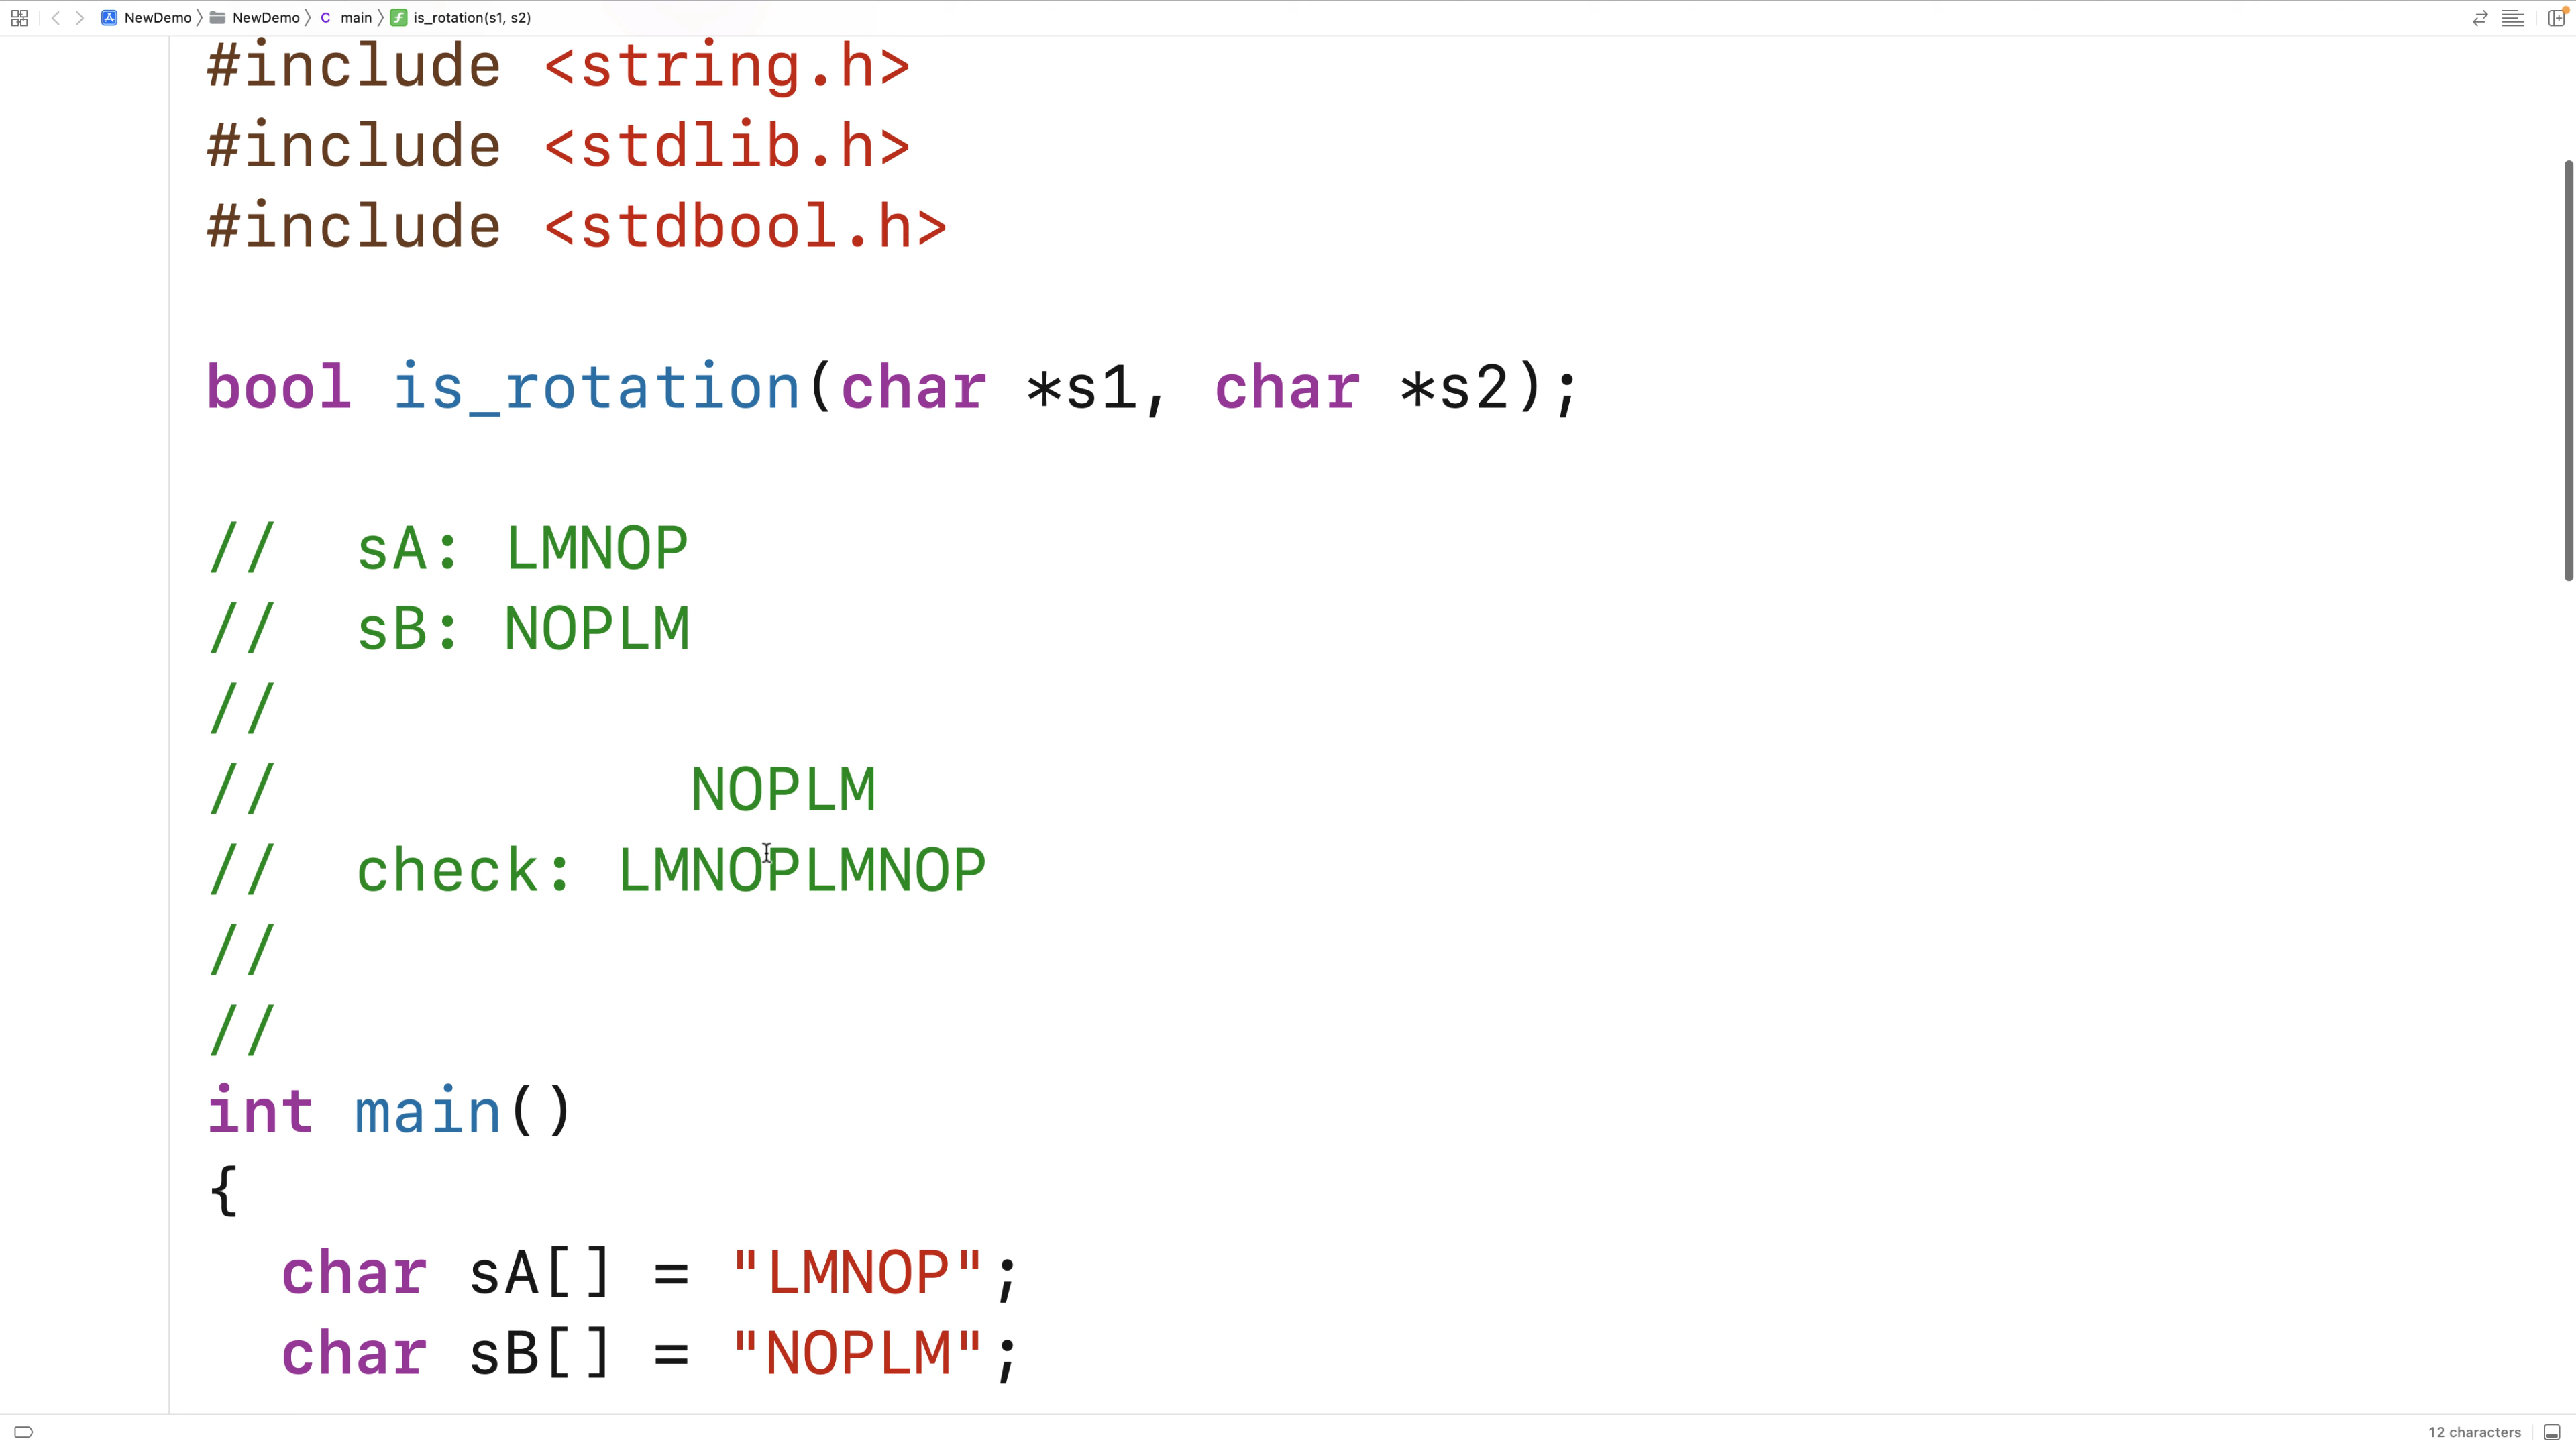 NewDemo NewDemo C main f is_rotation(s1, s2)
#include <string.h>
#include <stdlib.h>
#include <stdbool.h>
bool is_rotation(char *s1, char *s2);
// sA: LMNOP
// sB: NOPLM
//
// NOPLM
// check: LMNOPLMNOP
//
//
int main()
{
char sA[] = "LMNOP";
char sB[] = "NOPLM";
12 characters